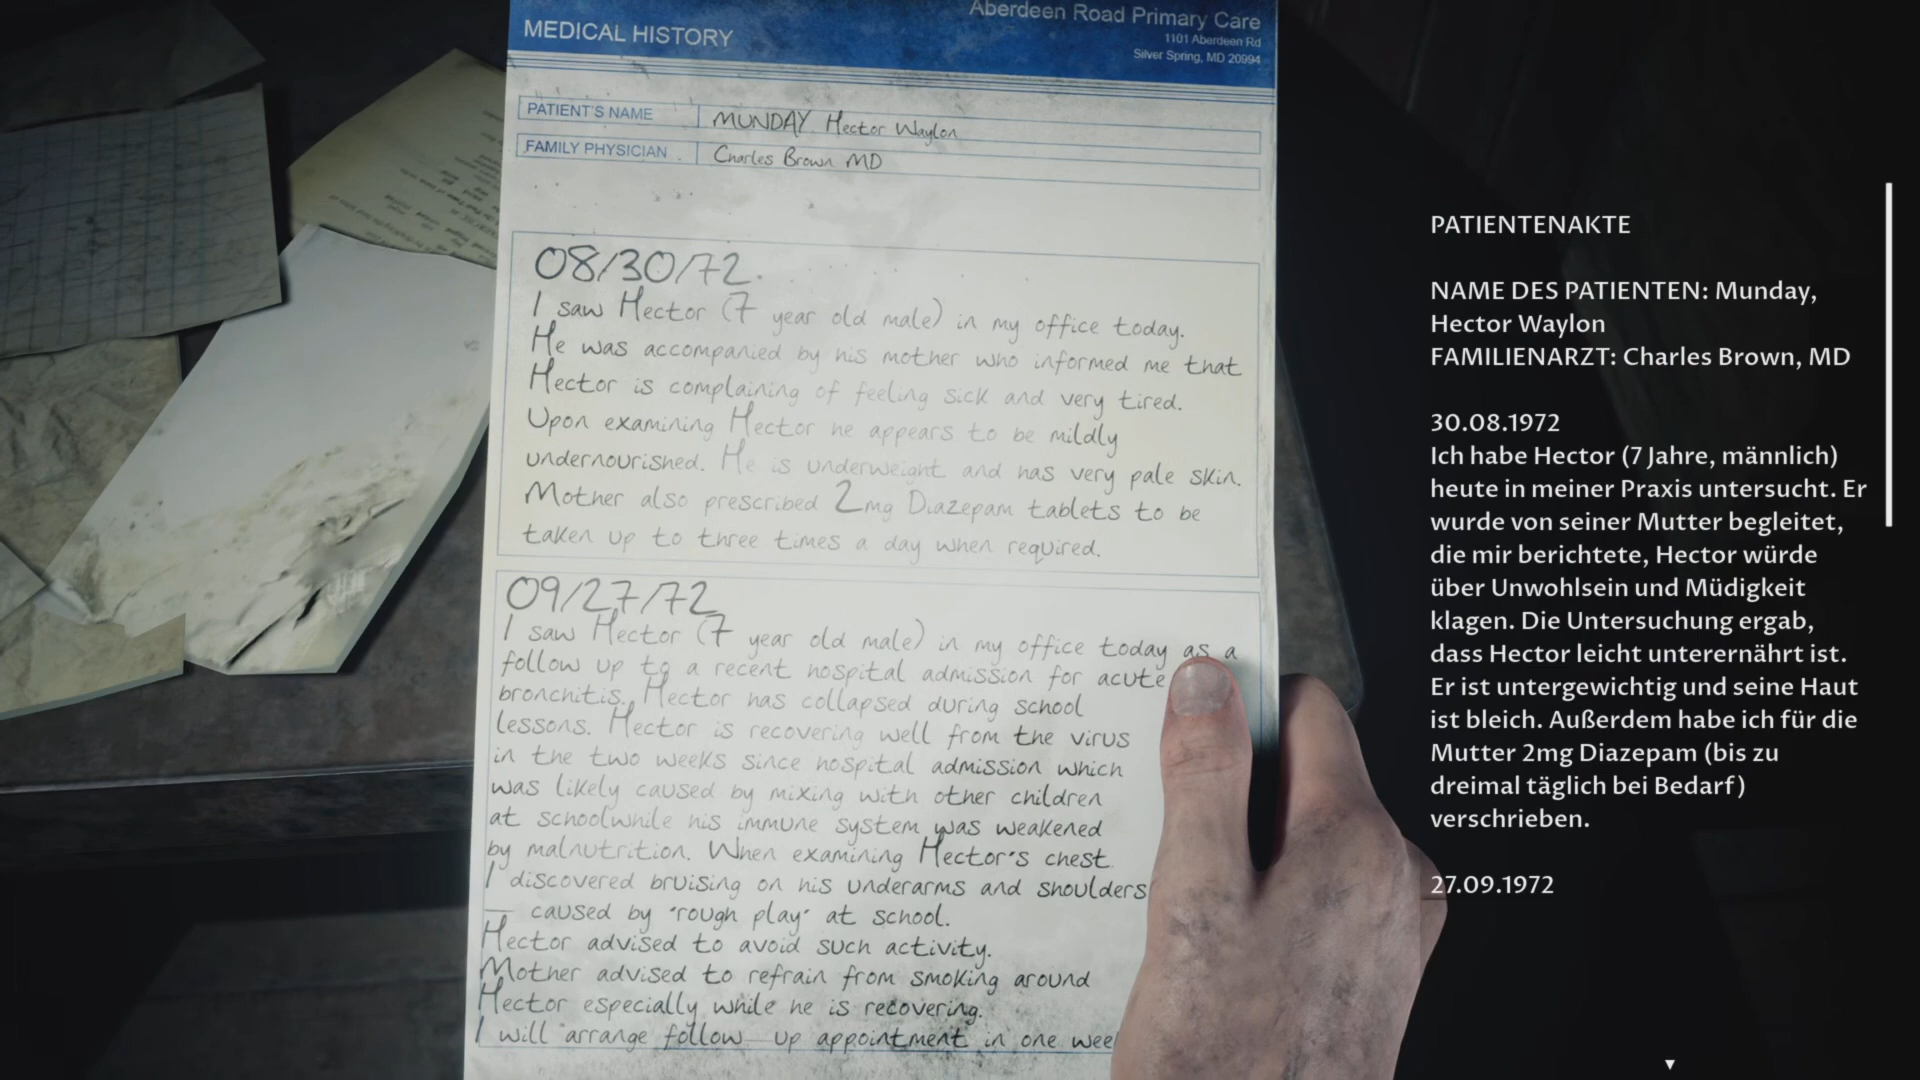 Aberdeen Road Primary Care
MEDICAL HISTORY
1101 Aberdeen Rd
Silver Spring, MD 20994
PATIENT'S NAME
MUNDAY Hector Waylon
FAMILY PHYSICIAN
Charles Brown MD
08/30/72.
I saw Hector (7 year old male) in my office today.
He was accompanied by his mother who informed me that
Hector is complaining of feeling sick and very tired.
Upon examining Hector he appears to be mildly
undernourished. He is underweight and has very pale skin.
Mother also prescribed 2mg Diazepam tablets to be
taken up to three times a day when required.
09/27/72
I saw Hector (7 year old male) in my office today as a
follow up to a recent hospital admission for acute
bronchitis. Hector has collapsed during school
lessons. Hector is recovering well from the virus
in the two weeks since hospital admission which
was likely caused by mixing with other children
at schoolwhile his immune system was weakened
by malnutrition. When examining Hector's chest
I discovered bruising on his underarms and shoulders
— caused by "rough play" at school.
Hector advised to avoid such activity.
Mother advised to refrain from smoking around
Hector especially while he is recovering.
I will arrange follow up appointment in one wee
PATIENTENAKTE
NAME DES PATIENTEN: Munday,
Hector Waylon
FAMILIENARZT: Charles Brown, MD
30.08.1972
Ich habe Hector (7 Jahre, männlich)
heute in meiner Praxis untersucht. Er
wurde von seiner Mutter begleitet,
die mir berichtete, Hector würde
über Unwohlsein und Müdigkeit
klagen. Die Untersuchung ergab,
dass Hector leicht unterernährt ist.
Er ist untergewichtig und seine Haut
ist bleich. Außerdem habe ich für die
Mutter 2mg Diazepam (bis zu
dreimal täglich bei Bedarf)
verschrieben.
27.09.1972